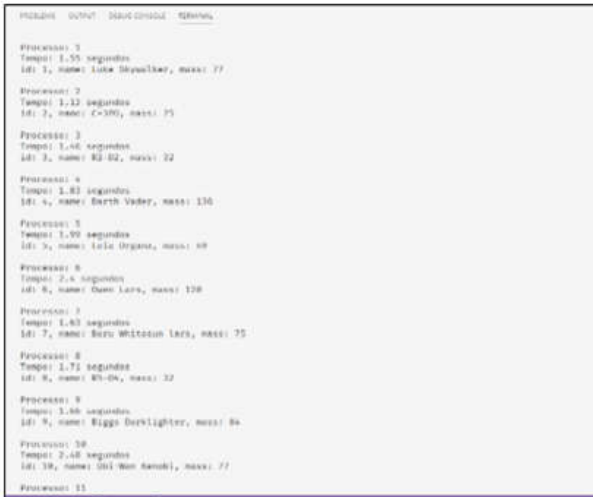 PROBLEMS OUTPUT DEBUG CONSOLE TERMINAL
Processo: 1
Tempo: 1.55 segundos
id: 1, name: Luke Skywalker, mass: 77
Processo: 2
Tempo: 1.12 segundos
id: 2, name: C-3PO, mass: 75
Processo: 3
Tempo: 1.46 segundos
id: 3, name: R2-D2, mass: 32
Processo: 4
Tempo: 1.83 segundos
id: 4, name: Darth Vader, mass: 136
Processo: 5
Tempo: 1.99 segundos
id: 5, name: Leia Organa, mass: 49
Processo: 6
Tempo: 2.4 segundos
id: 6, name: Owen Lars, mass: 120
Processo: 7
Tempo: 1.63 segundos
id: 7, name: Beru Whitesun lars, mass: 75
Processo: 8
Tempo: 1.71 segundos
id: 8, name: R5-D4, mass: 32
Processo: 9
Tempo: 1.66 segundos
id: 9, name: Biggs Darklighter, mass: 84
Processo: 10
Tempo: 2.48 segundos
id: 10, name: Obi-Wan Kenobi, mass: 77
Processo: 11